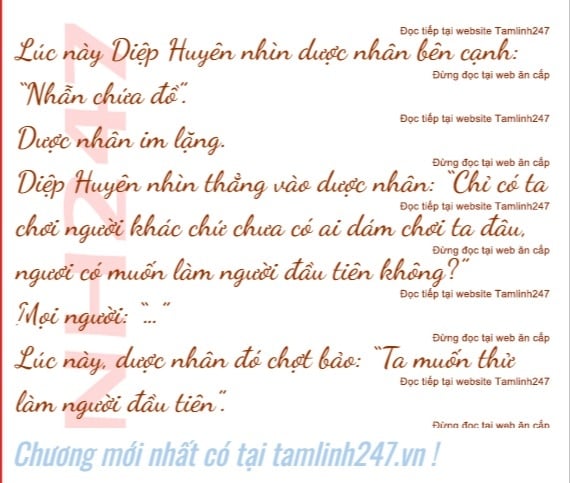 Đọc tiếp tại website Tamlinh247
Lúc này Diệp Huyên nhìn dược nhân bên cạnh:
Đừng đọc tại web ăn cắp
“Nhẫn chứa đồ”.
Đọc tiếp tại website Tamlinh247
Dược nhân im lặng.
Đừng đọc tại web ăn cắp
Diệp Huyên nhìn thẳng vào dược nhân: “Chỉ có ta
Đọc tiếp tại website Tamlinh247
chơi người khác chứ chưa có ai dám chơi ta đâu,
Đừng đọc tại web ăn cắp
ngươi có muốn làm người đầu tiên không?”
Đọc tiếp tại website Tamlinh247
Mọi người: “...”
Đừng đọc tại web ăn cắp
Lúc này, dược nhân đó chợt bảo: “Ta muốn thử
Đọc tiếp tại website Tamlinh247
làm người đầu tiên”.
Đừng đọc tại web ăn cắp
NH247
Chương mới nhất có tại tamlinh247.vn !